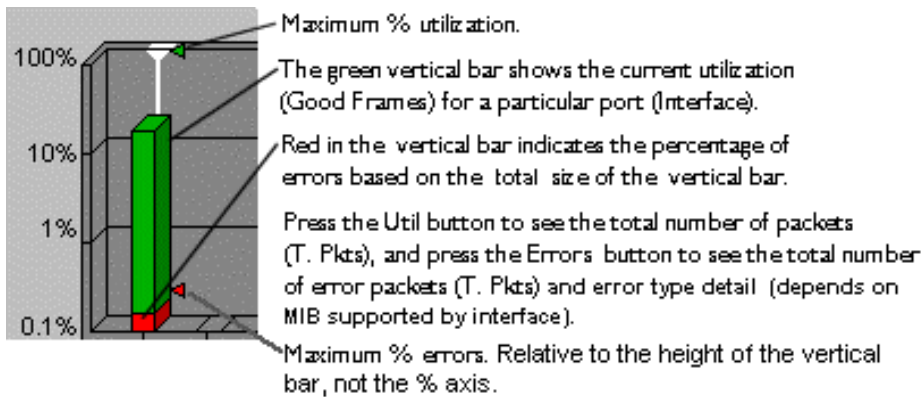 Maximum % utilization.
100%
The green vertical bar shows the current utilization
(Good Frames) for a particular port (Interface).
10%
Red in the vertical bar indicates the percentage of
errors based on the total size of the vertical bar.
1%
Press the Util button to see the total number of packets
(T. Pkts), and press the Errors button to see the total number
of error packets (T. Pkts) and error type detail (depends on
MIB supported by interface).
0.1%
Maximum % errors. Relative to the height of the vertical
bar, not the % axis.